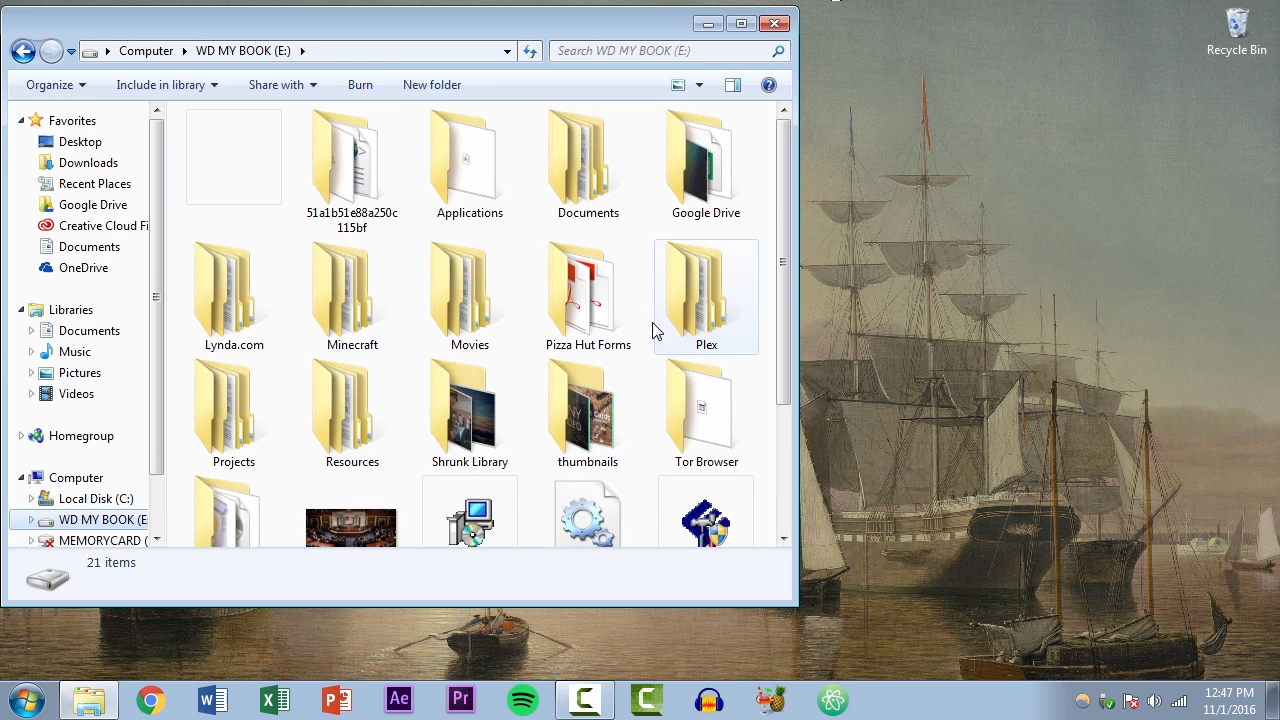 Recycle Bin
Computer
WD MY BOOK (E:)
Search WD MY BOOK (E:)
Organize
Include in library
Share with
Burn
New folder
Favorites
Desktop
Downloads
Recent Places
Google Drive
Creative Cloud Fi
Documents
OneDrive
Libraries
Documents
Music
Pictures
Videos
Homegroup
Computer
Local Disk (C:)
WD MY BOOK (E
MEMORYCARD (
51a1b51e88a250c
115bf
Applications
Documents
Google Drive
Lynda.com
Minecraft
Movies
Pizza Hut Forms
Plex
Projects
Resources
Shrunk Library
thumbnails
Tor Browser
21 items
Ae
Pr
12:47 PM
11/1/2016